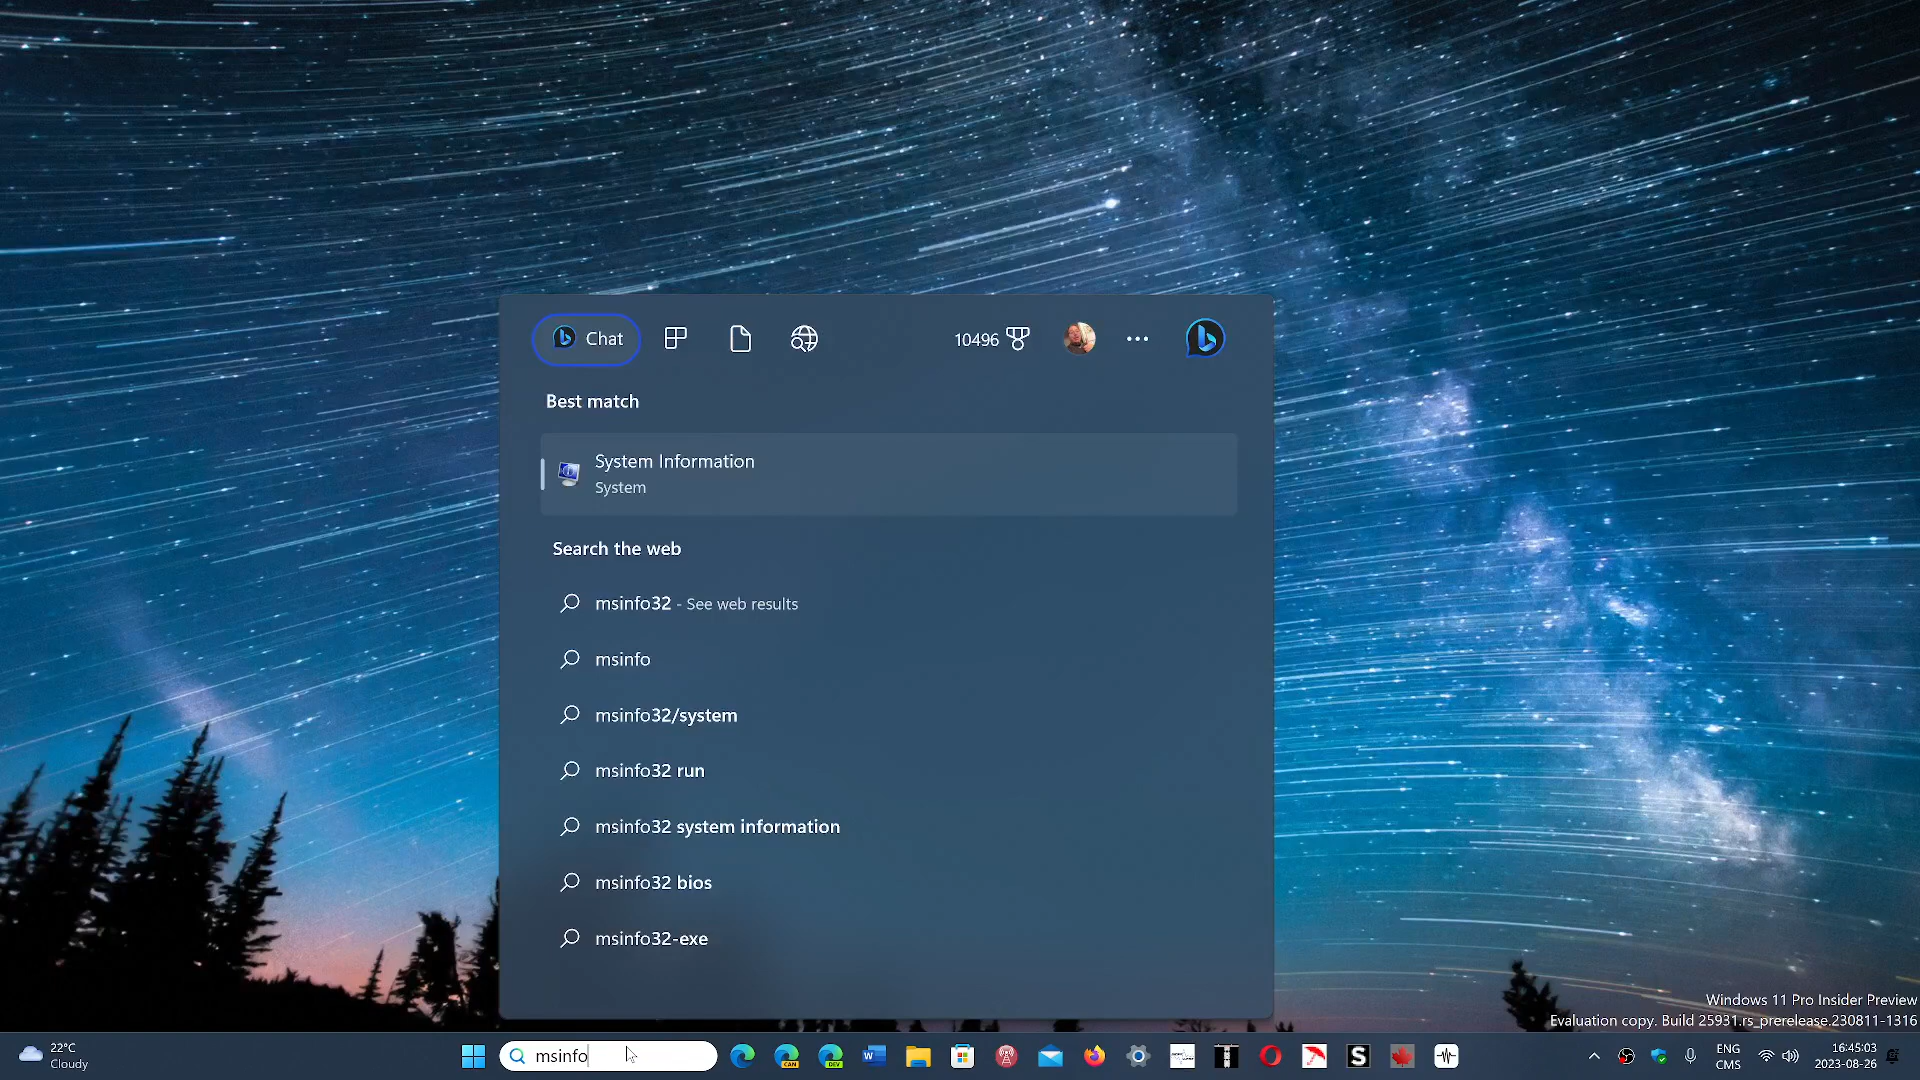 Chat
10496
Best match
System Information
System
Search the web
msinfo32 - See web results
msinfo
msinfo32/system
msinfo32 run
msinfo32 system information
msinfo32 bios
msinfo32-exe
Windows 11 Pro Insider Preview
Evaluation copy. Build 25931.rs_prerelease.230811-1316
22°C
Cloudy
msinfo
CAN
DEV
ENG
CMS
16:45:03
2023-08-26